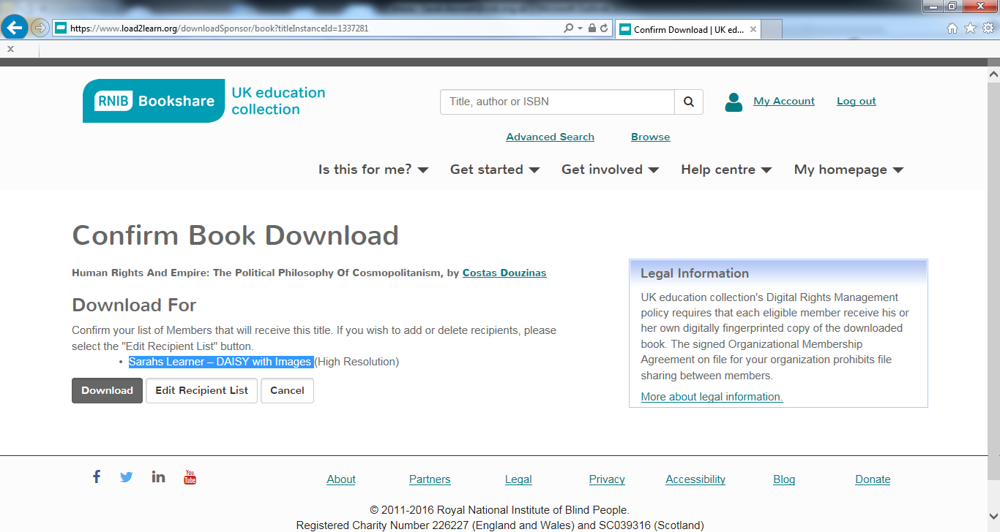 https://www.load2learn.org/downloadSponsor/book?titleInstanceId=1337281
Confirm Download | UK ed...
RNIB Bookshare
UK education
collection
Title, author or ISBN
My Account
Log out
Advanced Search
Browse
Is this for me?
Get started
Get involved
Help centre
My homepage
Confirm Book Download
Human Rights And Empire: The Political Philosophy Of Cosmopolitanism, by Costas Douzinas
Download For
Confirm your list of Members that will receive this title. If you wish to add or delete recipients, please
select the "Edit Recipient List" button.
• Sarahs Learner – DAISY with Images (High Resolution)
Download
Edit Recipient List
Cancel
Legal Information
UK education collection's Digital Rights Management
policy requires that each eligible member receive his or
her own digitally fingerprinted copy of the downloaded
book. The signed Organizational Membership
Agreement on file for your organization prohibits file
sharing between members.
More about legal information.
f
in
You
Tube
About
Partners
Legal
Privacy
Accessibility
Blog
Donate
© 2011-2016 Royal National Institute of Blind People.
Registered Charity Number 226227 (England and Wales) and SC039316 (Scotland)